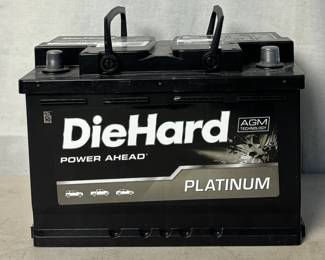 DieHard
POWER AHEAD®
AGM
TECHNOLOGY
PLATINUM